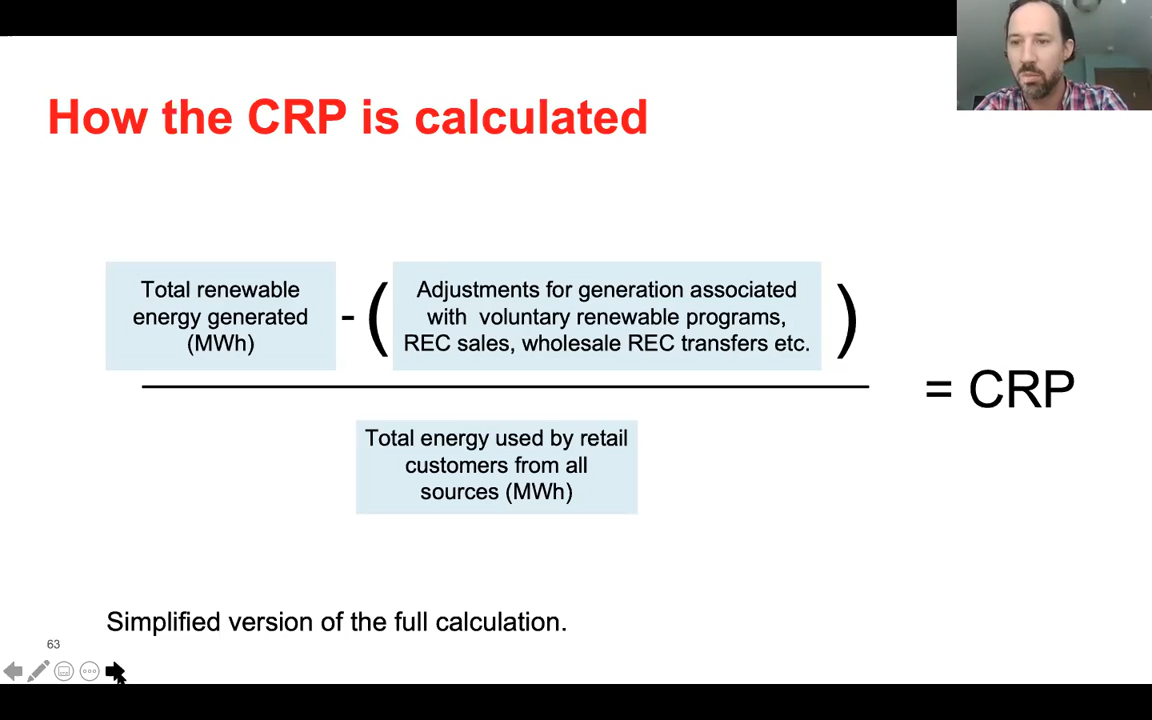 How the CRP is calculated
Total renewable
energy generated
(MWh)
- (
Adjustments for generation associated
with voluntary renewable programs,
REC sales, wholesale REC transfers etc.
)
= CRP
Total energy used by retail
customers from all
sources (MWh)
Simplified version of the full calculation.
63